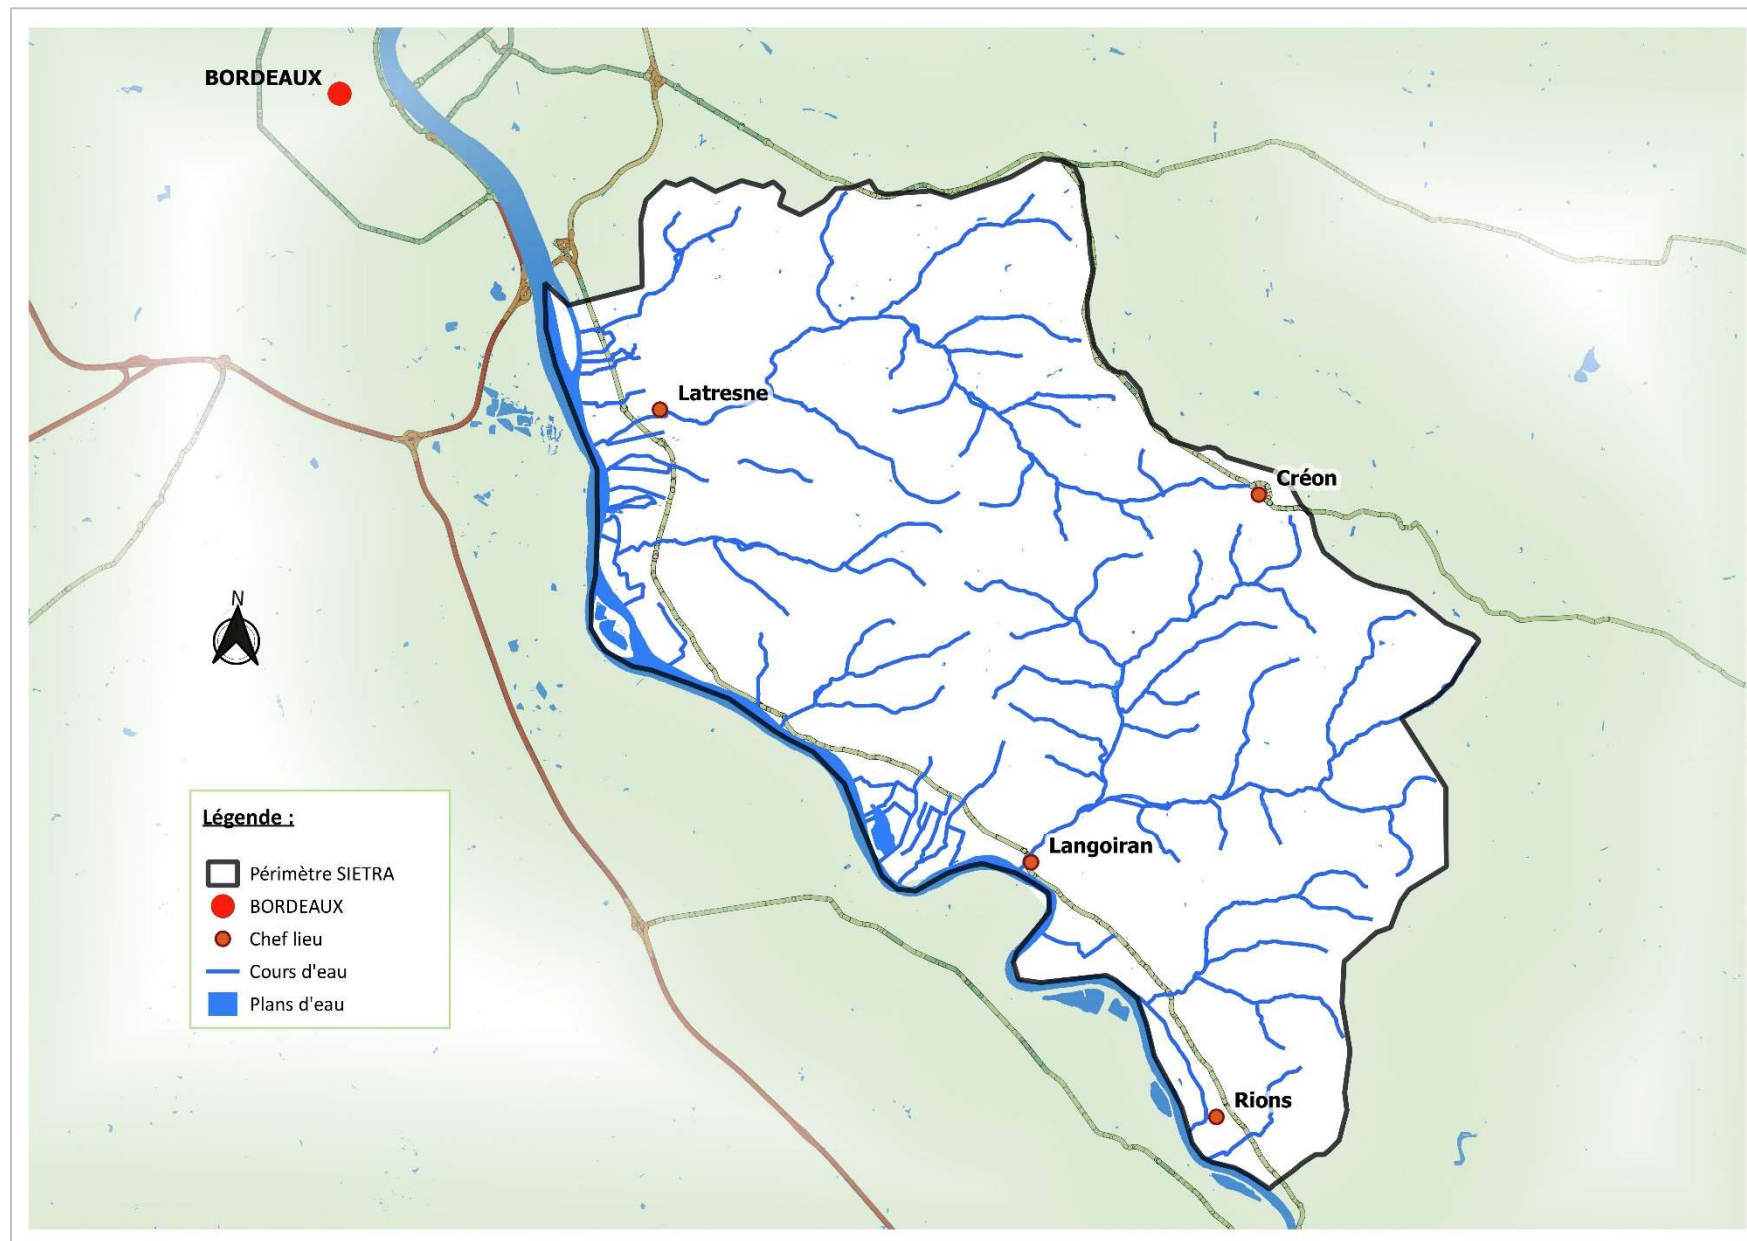 BORDEAUX
Latresne
Créon
N
Langoiran
Rions
Légende :
Périmètre SIETRA
BORDEAUX
Chef lieu
Cours d'eau
Plans d'eau